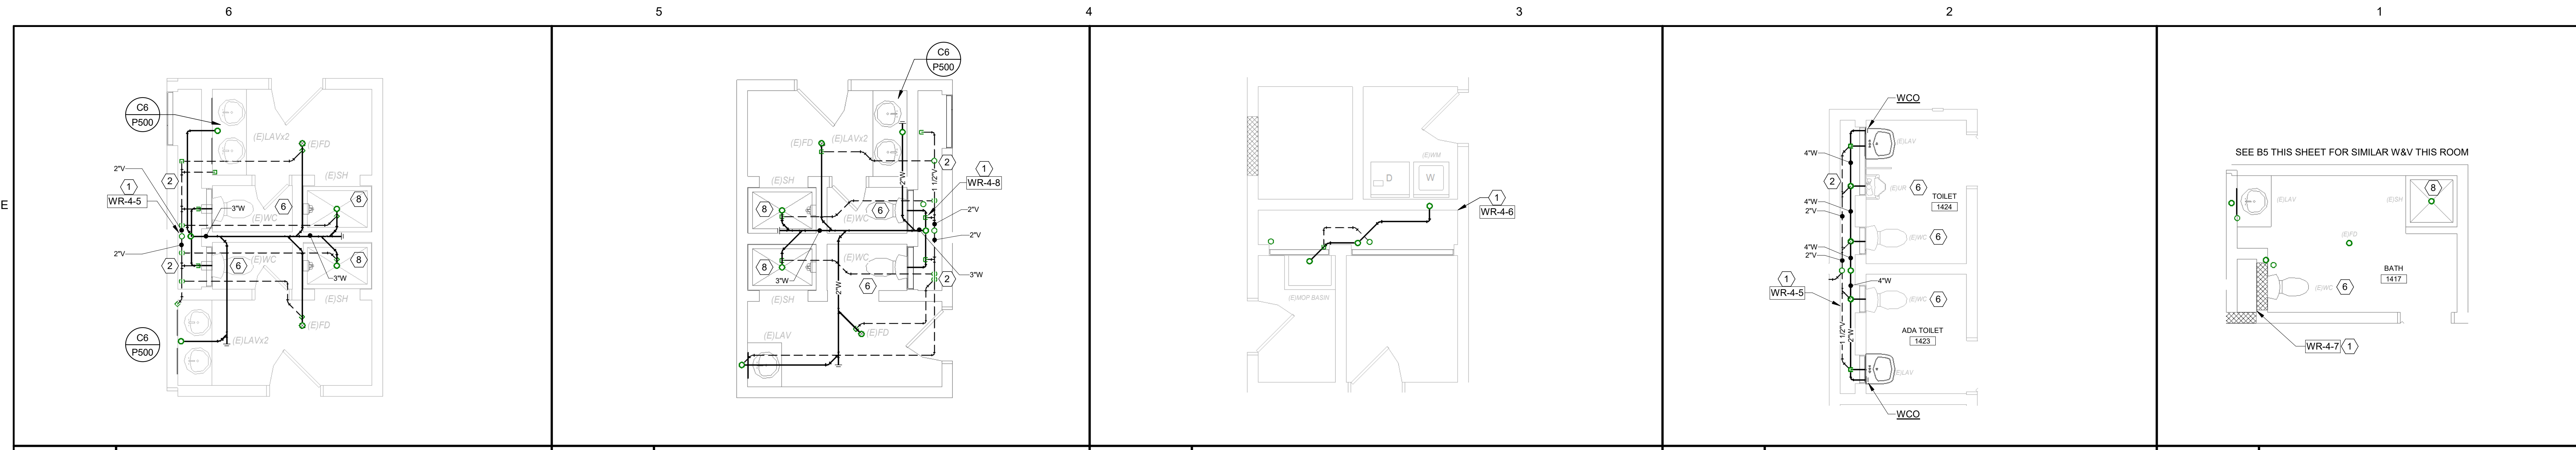 6
5
4
3
2
1
E
C6
P500
(E)LAVx2
(E)FD
2"V
2
1
WR-4-5
(E)SH
8
3"W
6
(E)WC
2"V
2
6
(E)WC
8
3"W
(E)SH
(E)FD
C6
P500
(E)LAVx2
C6
P500
(E)FD
(E)LAVx2
2
1
WR-4-8
(E)SH
2"W
1 1/2"V
8
6
(E)WC
2"V
2"V
8
(E)WC
3"W
3"W
6
2
2"W
(E)SH
(E)LAV
(E)FD
(E)WM
D
W
1
WR-4-6
(E)MOP BASIN
WCO
(E)LAV
4"W
2
(E)UR
6
TOILET
1424
4"W
2"V
(E)WC
6
4"W
2"V
1
WR-4-5
4"W
(E)WC
6
1 1/2"V
2"W
ADA TOILET
1423
(E)LAV
WCO
SEE B5 THIS SHEET FOR SIMILAR W&V THIS ROOM
8
(E)LAV
(E)SH
(E)FD
BATH
1417
(E)WC
6
WR-4-7
1